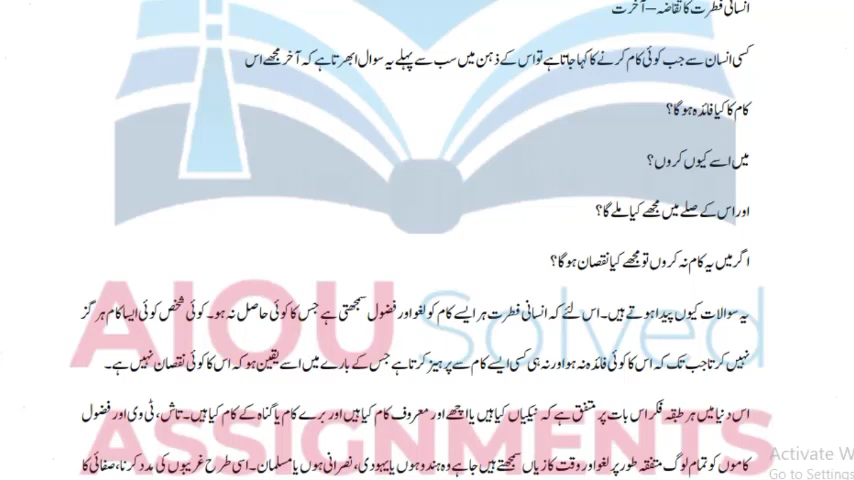 انسانی فطرت کا تقاضہ – آخرت
کسی انسان سے جب کوئی کام کرنے کا کہا جاتا ہے تو اس کے ذہن میں سب سے پہلے یہ سوال ابھرتا ہے کہ آخر مجھے اس
کام کا کیا فائدہ ہو گا؟
میں اسے کیوں کروں؟
اور اس کے صلے میں مجھے کیا ملے گا؟
اگر میں یہ کام نہ کروں تو مجھے کیا نقصان ہو گا؟
یہ سوالات کیوں پیدا ہوتے ہیں۔ اس لئے کہ انسانی فطرت ہر ایسے کام کو لغو اور فضول سمجھتی ہے جس کا کوئی حاصل نہ ہو۔ کوئی شخص کوئی ایسا کام ہر گز
نہیں کرتا جب تک کہ اس کا کوئی فائدہ نہ ہو اور نہ ہی کسی ایسے کام سے پرہیز کرتا ہے جس کے بارے میں اسے یقین ہو کہ اس کا کوئی نقصان نہیں ہے۔
اس دنیا میں ہر طبقہ فکر اس بات پر متفق ہے کہ نیکیاں کیا ہیں یا اچھے اور معروف کام کیا ہیں اور برے کام یا گناہ کے کام کیا ہیں۔ تاش، ٹی وی اور فضول
کاموں کو تمام لوگ متفقہ طور پر لغو اور وقت کا زیاں سمجھتے ہیں چاہے وہ ہندو ہوں یا یہودی، نصرانی ہوں یا مسلمان۔ اسی طرح غریبوں کی مدد کرنا، صفائی کا
AIOU Solved
ASSIGNMENTS
Activate W
Go to Settings